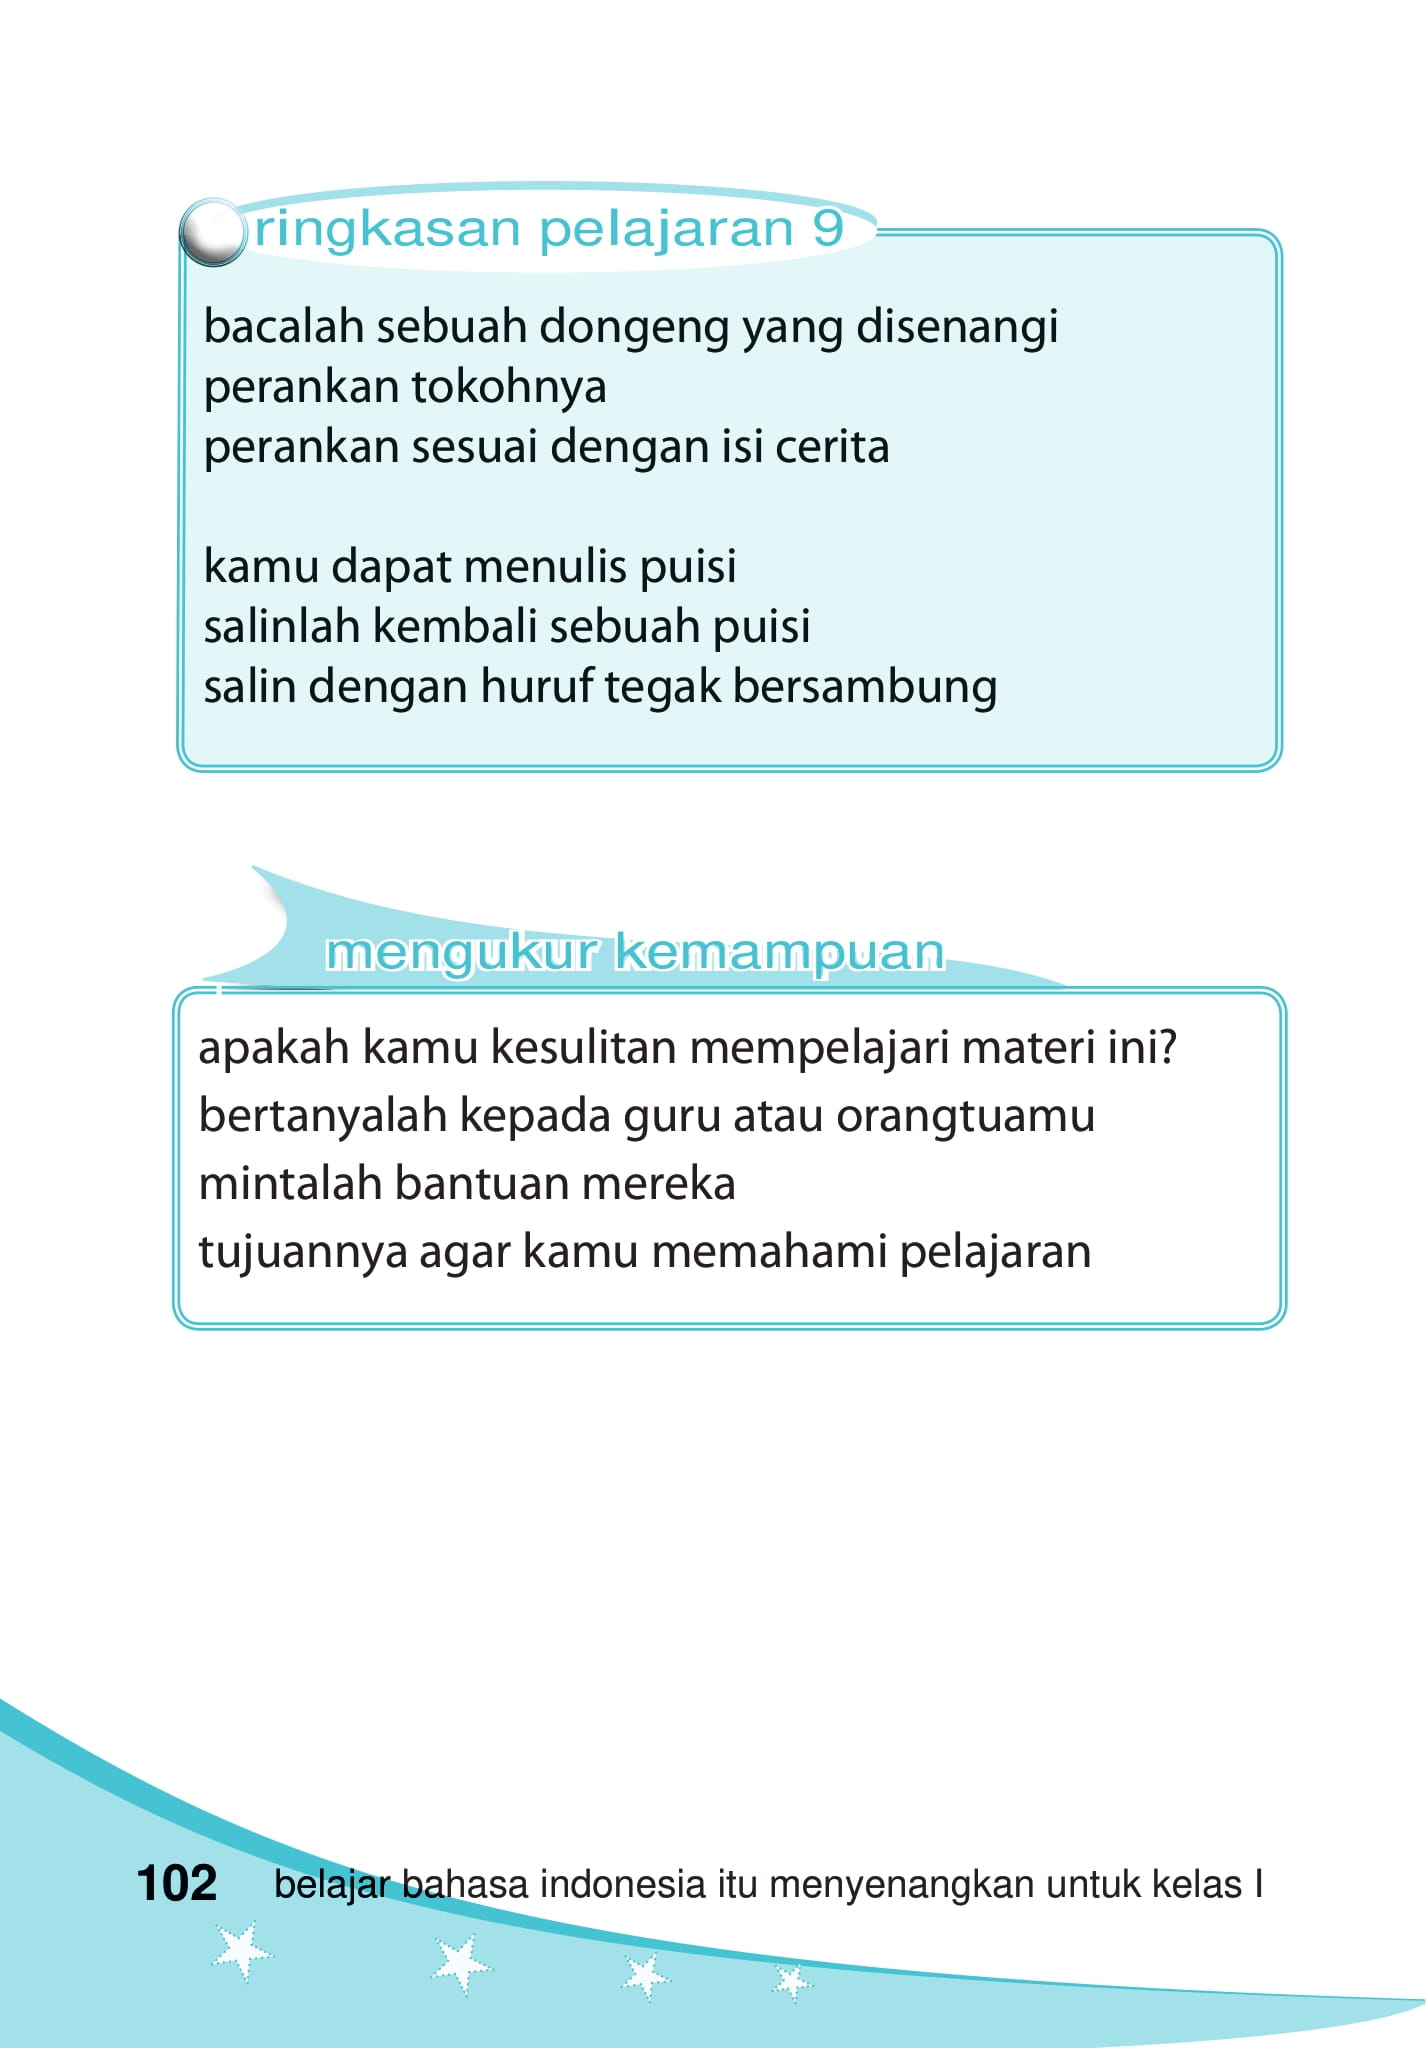 ringkasan pelajaran 9
bacalah sebuah dongeng yang disenangi
perankan tokohnya
perankan sesuai dengan isi cerita
kamu dapat menulis puisi
salinlah kembali sebuah puisi
salin dengan huruf tegak bersambung
mengukur kemampuan
apakah kamu kesulitan mempelajari materi ini?
bertanyalah kepada guru atau orangtuamu
mintalah bantuan mereka
tujuannya agar kamu memahami pelajaran
102 belajar bahasa indonesia itu menyenangkan untuk kelas I